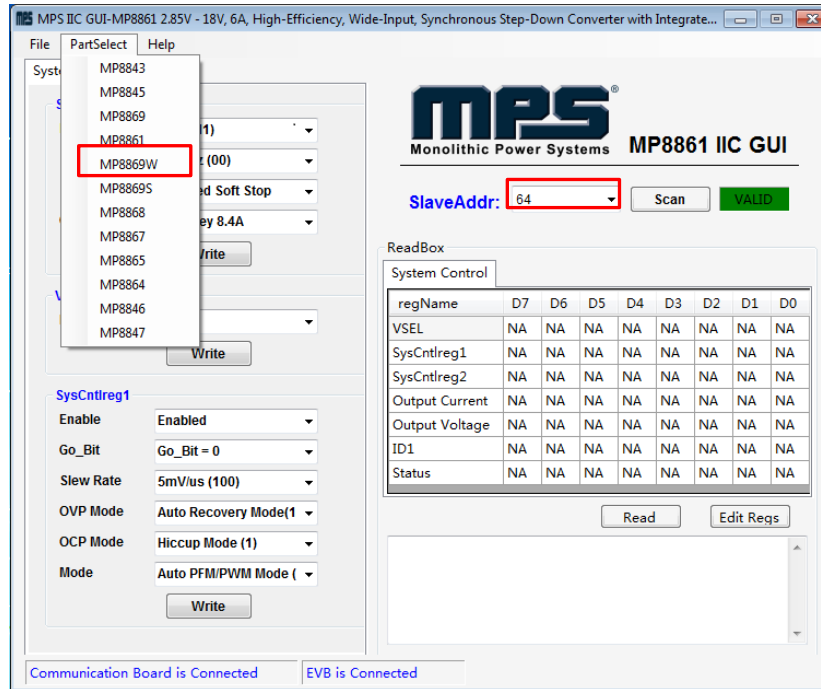 MPS IIC GUI-MP8861 2.85V - 18V, 6A, High-Efficiency, Wide-Input, Synchronous Step-Down Converter with Integrate...
File PartSelect Help
Syst
MP8843
MP8845
MP8869
MP8861
MP8869W
MP8869S
MP8868
MP8867
MP8865
MP8864
MP8846
MP8847
S
1)
z (00)
ed Soft Stop
ey 8.4A
Write
V
Write
SysCntlreg1
Enable Enabled
Go_Bit Go_Bit = 0
Slew Rate 5mV/us (100)
OVP Mode Auto Recovery Mode(1
OCP Mode Hiccup Mode (1)
Mode Auto PFM/PWM Mode (
Write
mps®
Monolithic Power Systems
MP8861 IIC GUI
SlaveAddr: 64 Scan VALID
ReadBox
System Control
regName D7 D6 D5 D4 D3 D2 D1 D0
VSEL NA NA NA NA NA NA NA NA
SysCntlreg1 NA NA NA NA NA NA NA NA
SysCntlreg2 NA NA NA NA NA NA NA NA
Output Current NA NA NA NA NA NA NA NA
Output Voltage NA NA NA NA NA NA NA NA
ID1 NA NA NA NA NA NA NA NA
Status NA NA NA NA NA NA NA NA
Read Edit Regs
Communication Board is Connected EVB is Connected